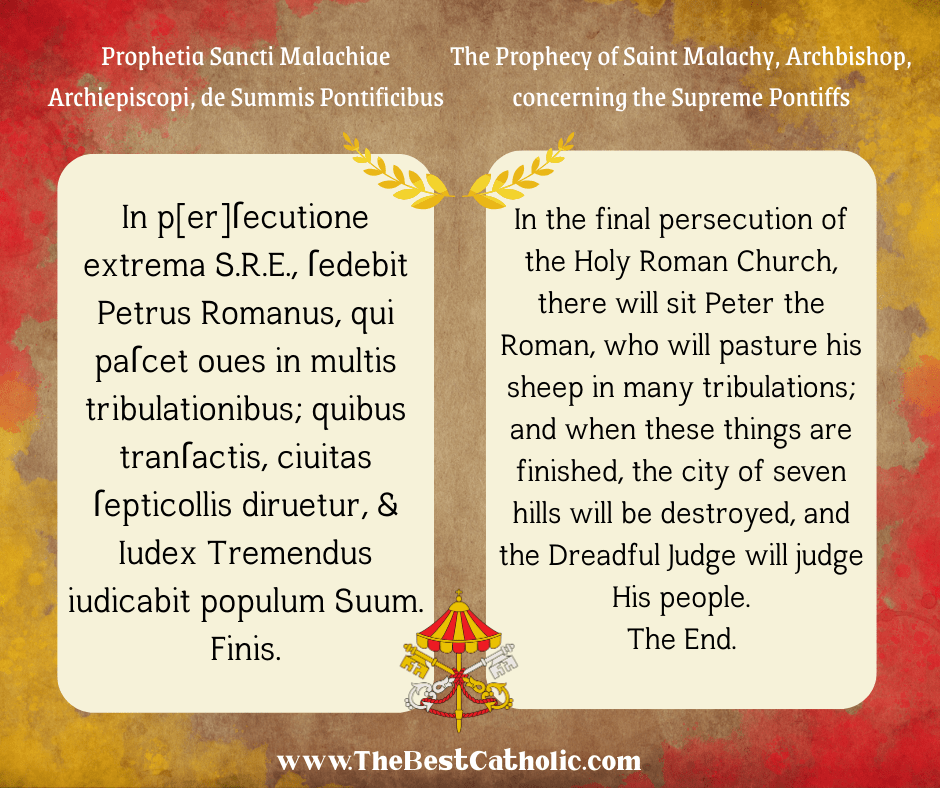 Prophetia Sancti Malachiae
Archiepiscopi, de Summis Pontificibus
In p[er]ſecutione
extrema S.R.E., ſedebit
Petrus Romanus, qui
paſcet oues in multis
tribulationibus; quibus
tranſactis, ciuitas
ſepticollis diruetur, &
Iudex Tremendus
iudicabit populum Suum.
Finis.
The Prophecy of Saint Malachy, Archbishop,
concerning the Supreme Pontiffs
In the final persecution of
the Holy Roman Church,
there will sit Peter the
Roman, who will pasture his
sheep in many tribulations;
and when these things are
finished, the city of seven
hills will be destroyed, and
the Dreadful Judge will judge
His people.
The End.
www.TheBestCatholic.com